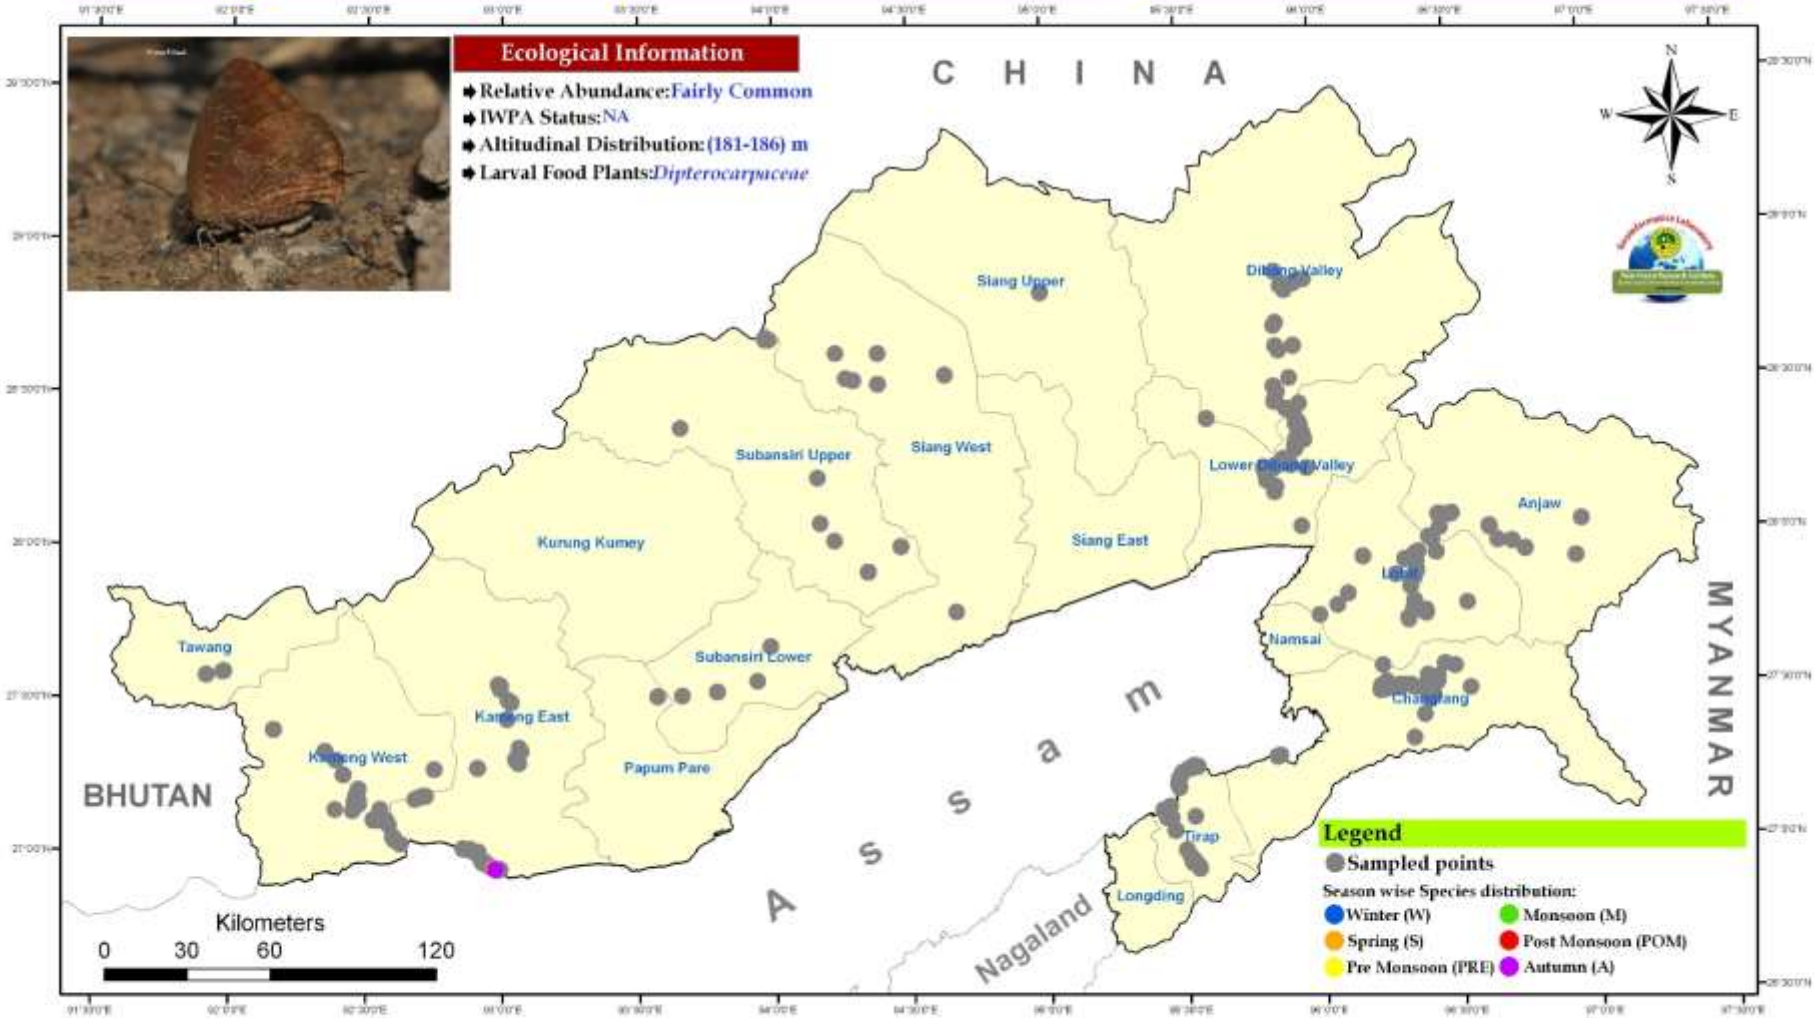 Ecological Information
Relative Abundance:Fairly Common
IWPA Status:NA
Altitudinal Distribution:(181-186) m
Larval Food Plants:Dipterocarpaceae
C H I N A
N
W
E
S
Siang Upper
Dibang Valley
Subansiri Upper
Siang West
Lower Dibang Valley
Anjaw
Kurung Kumey
Siang East
Lohit
Tawang
Namsai
Subansiri Lower
Kameng East
Changlang
Kameng West
Papum Pare
BHUTAN
MYANMAR
Assam
Tirap
Longding
Nagaland
Kilometers
0 30 60 120
Legend
Sampled points
Season wise Species distribution:
Winter (W)
Monsoon (M)
Spring (S)
Post Monsoon (POM)
Pre Monsoon (PRE)
Autumn (A)